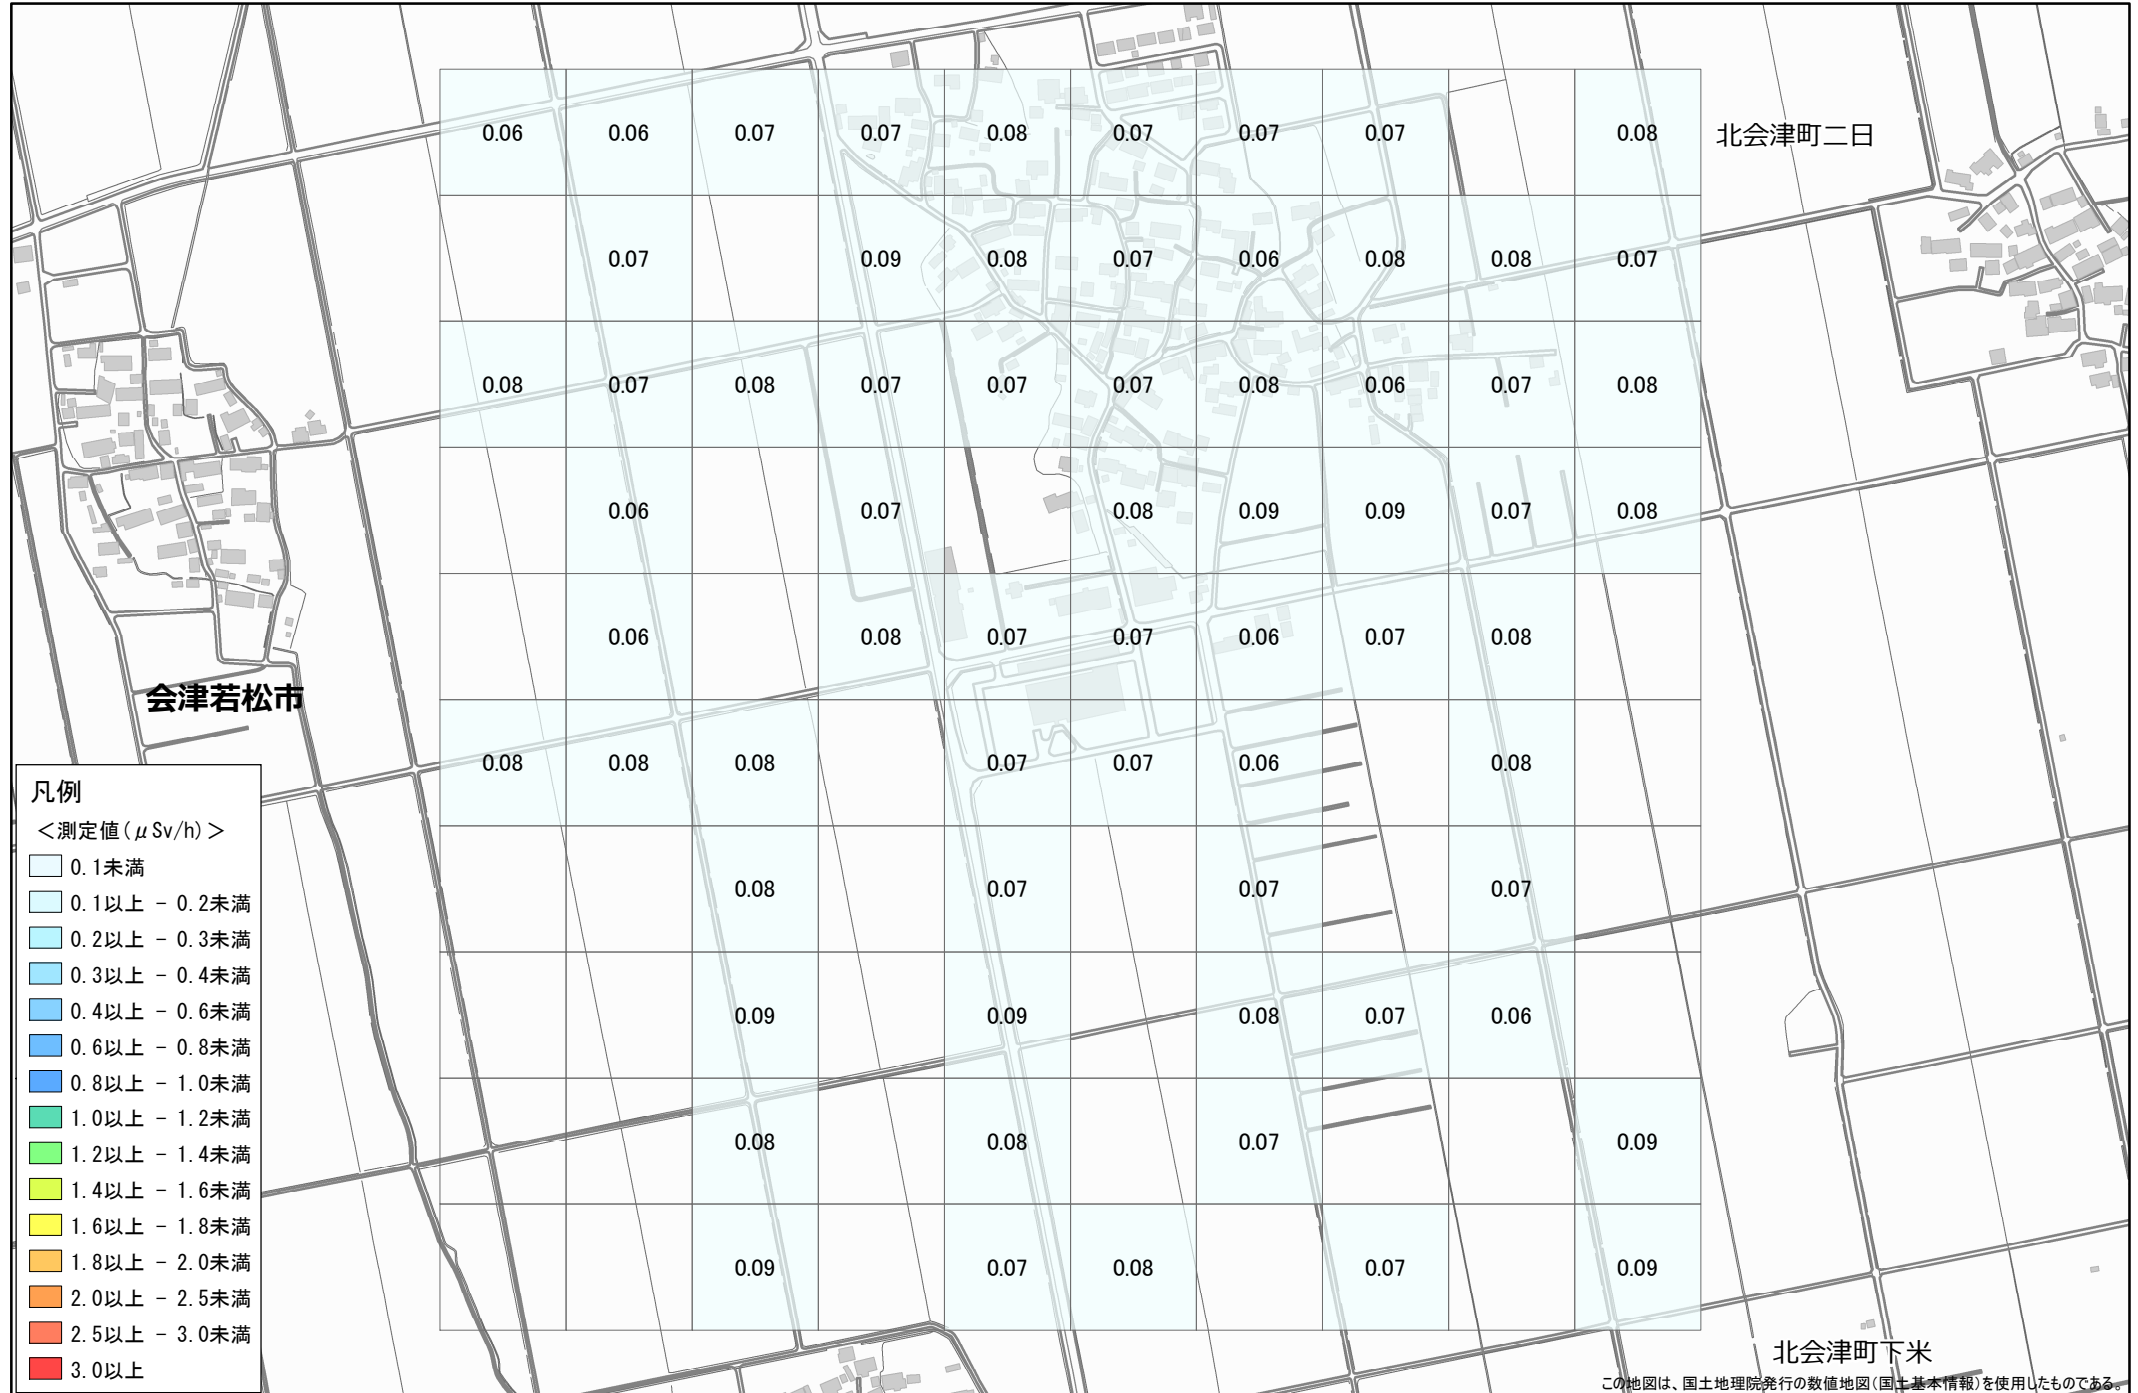 0.06 0.06 0.07 0.07 0.08 0.07 0.07 0.07 0.08 北会津町二日
0.07 0.09 0.08 0.07 0.06 0.08 0.08 0.07
0.08 0.07 0.08 0.07 0.07 0.07 0.08 0.06 0.07 0.08
0.06 0.07 0.08 0.09 0.09 0.07 0.08
0.06 0.08 0.07 0.07 0.06 0.07 0.08
会津若松市
0.08 0.08 0.08 0.07 0.07 0.06 0.08
0.08 0.07 0.07 0.07
0.09 0.09 0.08 0.07 0.06
0.08 0.08 0.07 0.09
0.09 0.07 0.08 0.07 0.09
凡例
＜測定値(μSv/h)＞
0.1未満
0.1以上 － 0.2未満
0.2以上 － 0.3未満
0.3以上 － 0.4未満
0.4以上 － 0.6未満
0.6以上 － 0.8未満
0.8以上 － 1.0未満
1.0以上 － 1.2未満
1.2以上 － 1.4未満
1.4以上 － 1.6未満
1.6以上 － 1.8未満
1.8以上 － 2.0未満
2.0以上 － 2.5未満
2.5以上 － 3.0未満
3.0以上
北会津町下米
この地図は、国土地理院発行の数値地図(国土基本情報)を使用したものである。